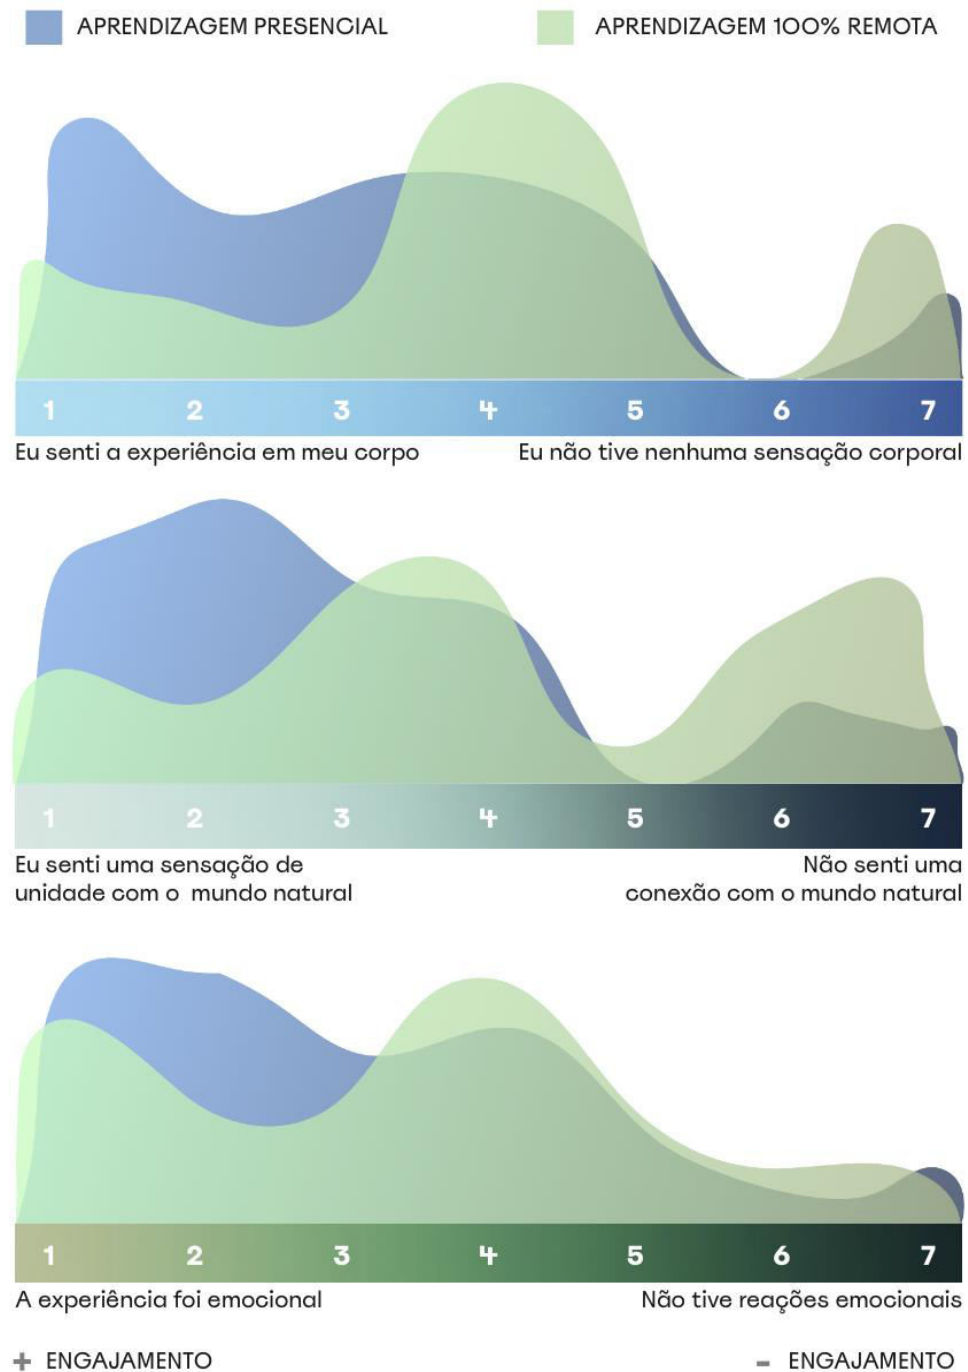 APRENDIZAGEM PRESENCIAL
APRENDIZAGEM 100% REMOTA
1 2 3 4 5 6 7
Eu senti a experiência em meu corpo
Eu não tive nenhuma sensação corporal
1 2 3 4 5 6 7
Eu senti uma sensação de
unidade com o mundo natural
Não senti uma
conexão com o mundo natural
1 2 3 4 5 6 7
A experiência foi emocional
Não tive reações emocionais
+ ENGAJAMENTO
- ENGAJAMENTO